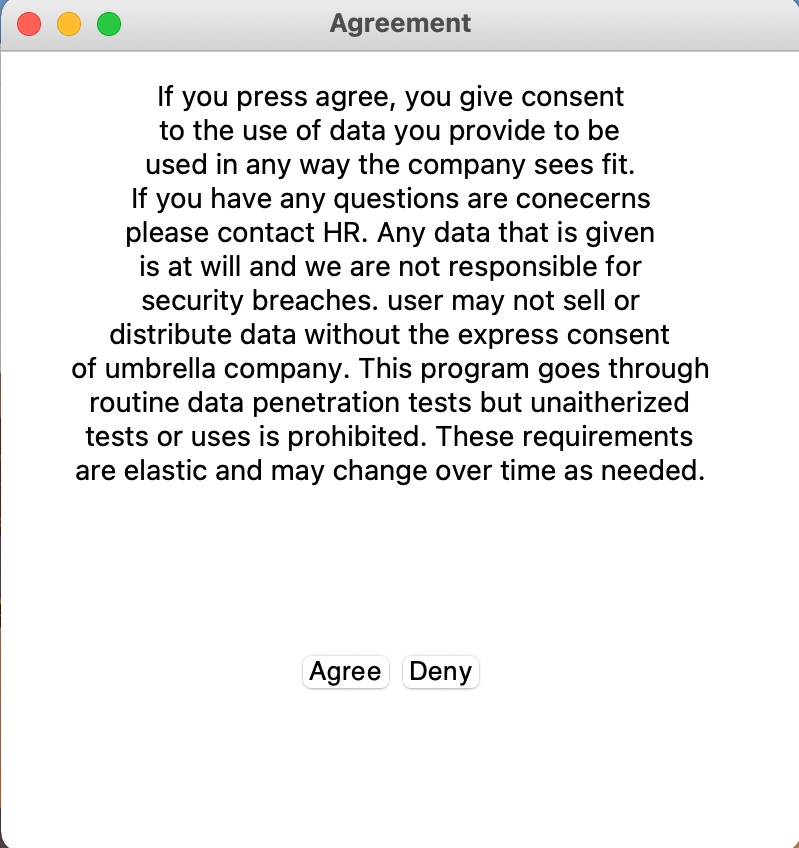 Agreement
If you press agree, you give consent
to the use of data you provide to be
used in any way the company sees fit.
If you have any questions are conecerns
please contact HR. Any data that is given
is at will and we are not responsible for
security breaches. user may not sell or
distribute data without the express consent
of umbrella company. This program goes through
routine data penetration tests but unaitherized
tests or uses is prohibited. These requirements
are elastic and may change over time as needed.
Agree Deny